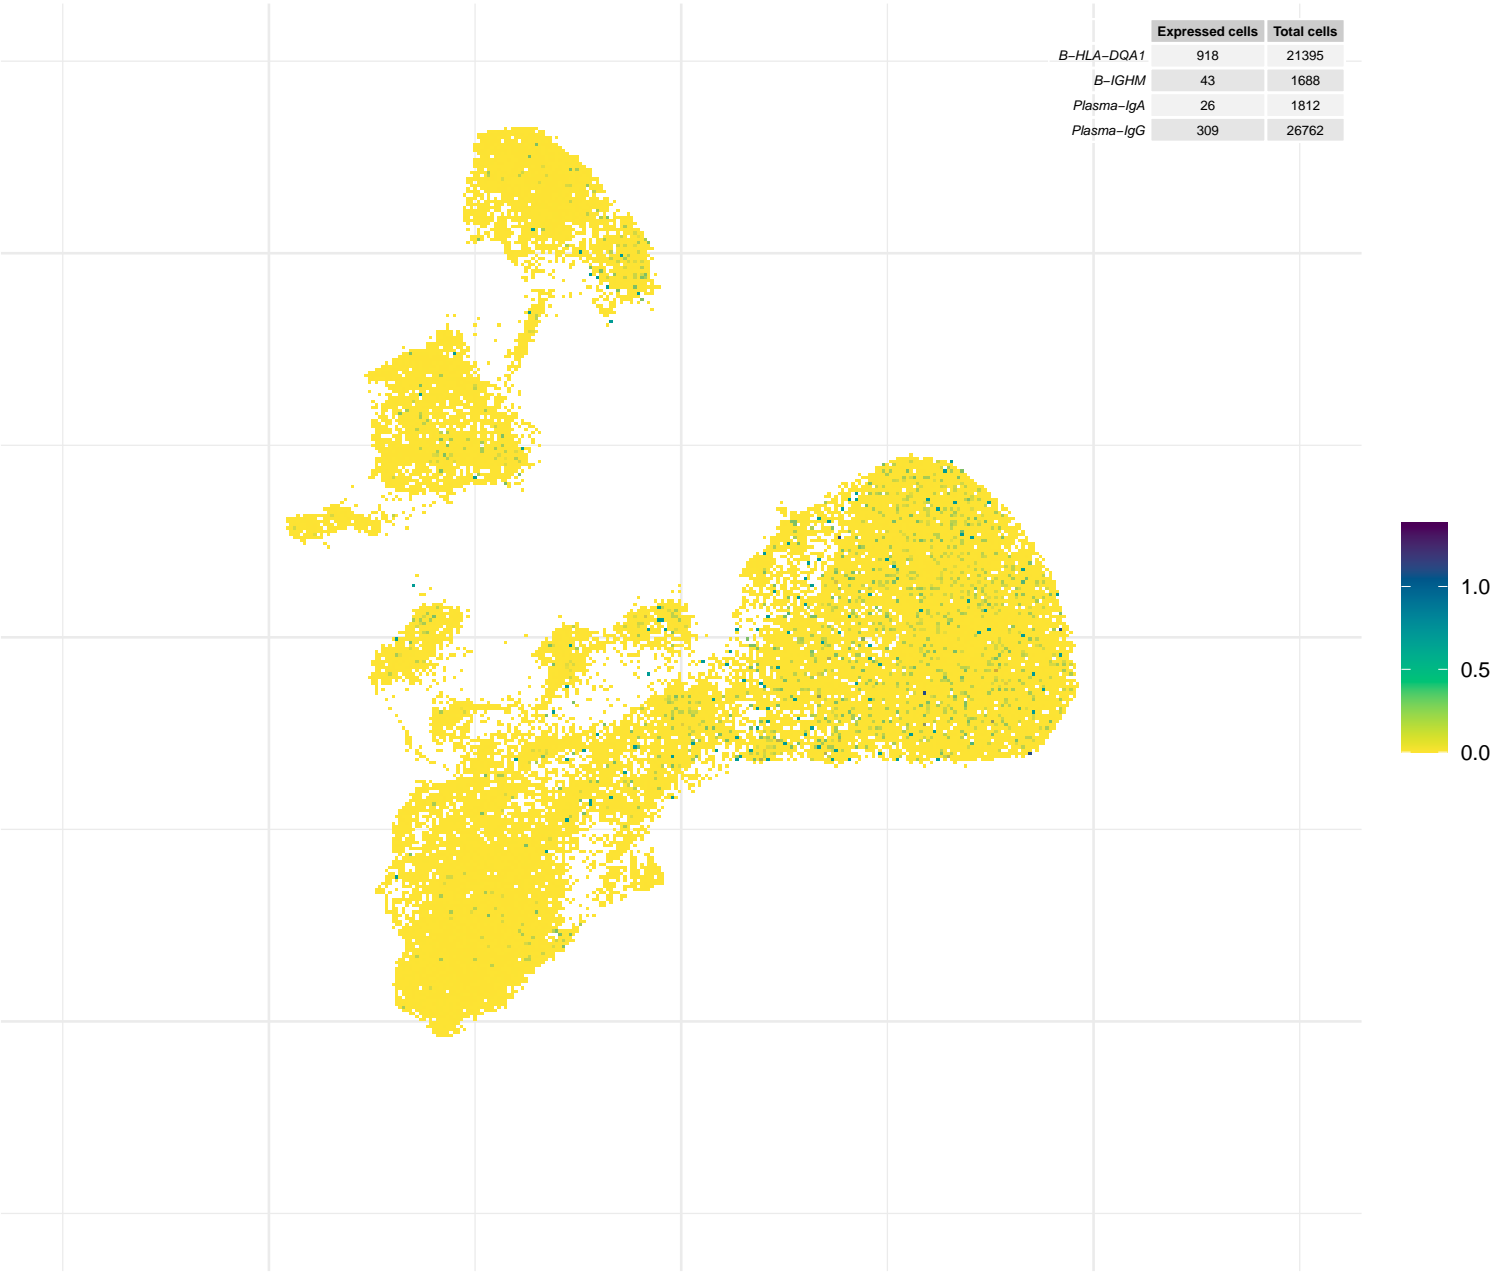 Expressed cells Total cells
B−HLA−DQA1 918 21395
B−IGHM 43 1688
Plasma−IgA 26 1812
Plasma−IgG 309 26762
1.0
0.5
0.0